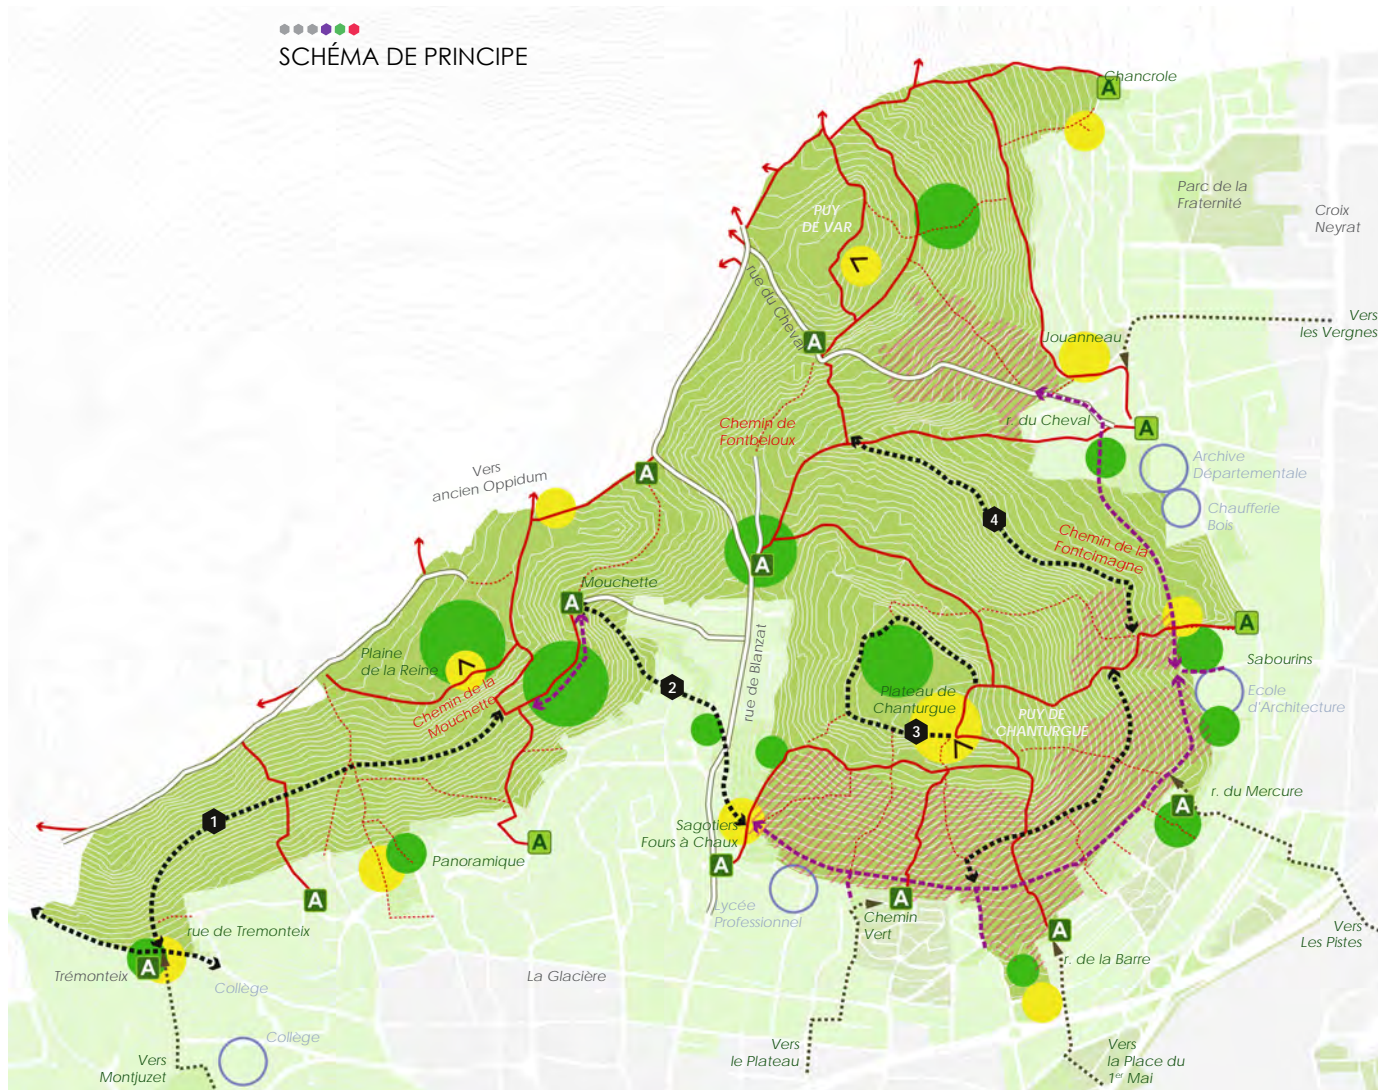 SCHÉMA DE PRINCIPE
Chancrole
A
Parc de la
Fraternité
Croix
Neyrat
PUY
DE VAR
<
rue du Cheval
A
Vers
les Vergnes
Jouanneau
r. du Cheval
A
Chemin de
Fontbeloux
Archive
Départementale
Chaufferie
Bois
Vers
ancien Oppidum
A
4
Chemin de la
Fontcimagne
A
Mouchette
A
A
Sabourins
Plaine
de la Reine
<
Chemin de la
Mouchette
2
rue de Blanzat
Plateau de
Chanturgue
3
<
PUY DE
CHANTURGUE
Ecole
d'Architecture
1
r. du Mercure
A
Sagotiers
Fours à Chaux
A
Panoramique
A
A
Lycée
Professionnel
A
Chemin
Vert
A
r. de la Barre
Vers
Les Pistes
rue de Tremonteix
Trémonteix
A
Collège
La Glacière
Collège
Vers
Montjuzet
Vers
le Plateau
Vers
la Place du
1er Mai